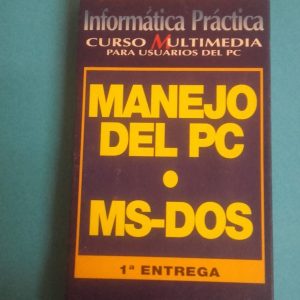 Informática Práctica
CURSO MULTIMEDIA
PARA USUARIOS DEL PC
MANEJO
DEL PC
•
MS-DOS
1ª ENTREGA